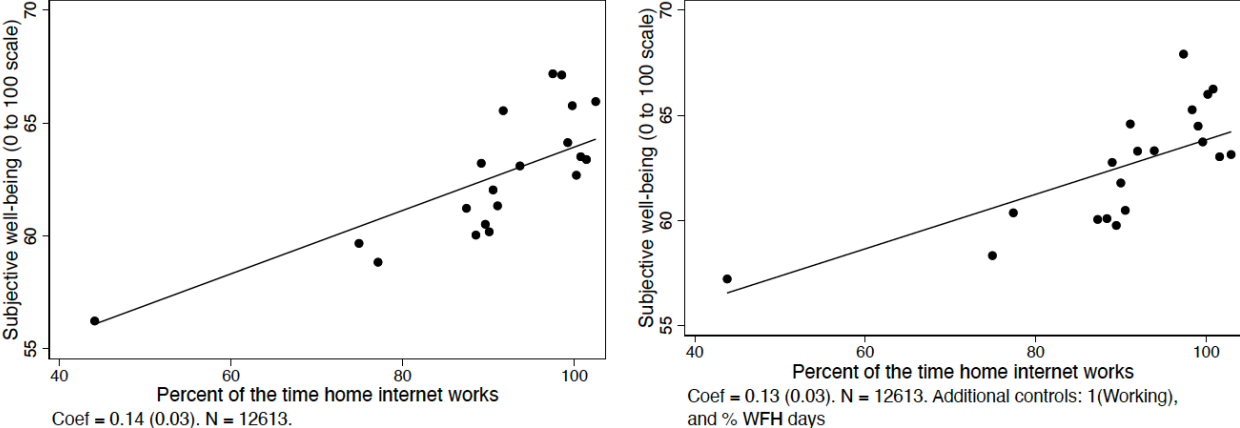 Subjective well-being (0 to 100 scale)
70
65
60
55
40 60 80 100
Percent of the time home internet works
Coef = 0.14 (0.03). N = 12613.
Subjective well-being (0 to 100 scale)
70
65
60
55
40 60 80 100
Percent of the time home internet works
Coef = 0.13 (0.03). N = 12613. Additional controls: 1(Working),
and % WFH days